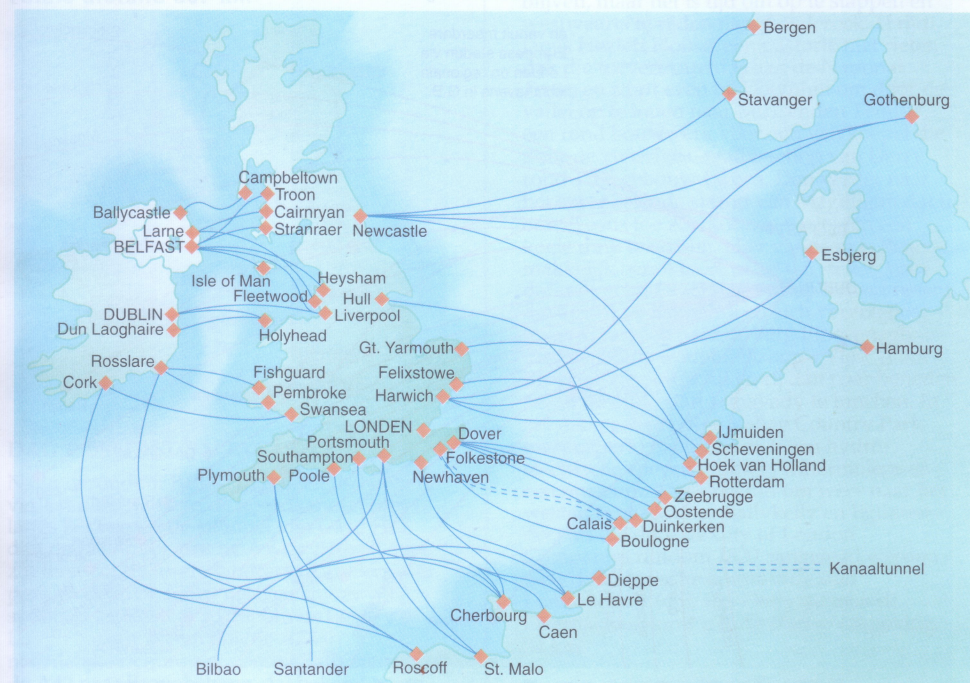 Bergen
Stavanger
Gothenburg
Campbeltown
Troon
Ballycastle
Cairnryan
Larne
Stranraer
Newcastle
BELFAST
Esbjerg
Isle of Man
Heysham
Fleetwood
Hull
DUBLIN
Liverpool
Dun Laoghaire
Holyhead
Gt. Yarmouth
Hamburg
Rosslare
Fishguard
Felixstowe
Cork
Pembroke
Harwich
Swansea
LONDEN
IJmuiden
Dover
Portsmouth
Scheveningen
Southampton
Folkestone
Hoek van Holland
Plymouth
Poole
Newhaven
Rotterdam
Zeebrugge
Oostende
Calais
Duinkerken
Boulogne
Kanaaltunnel
Dieppe
Le Havre
Cherbourg
Caen
Bilbao
Santander
Roscoff
St. Malo